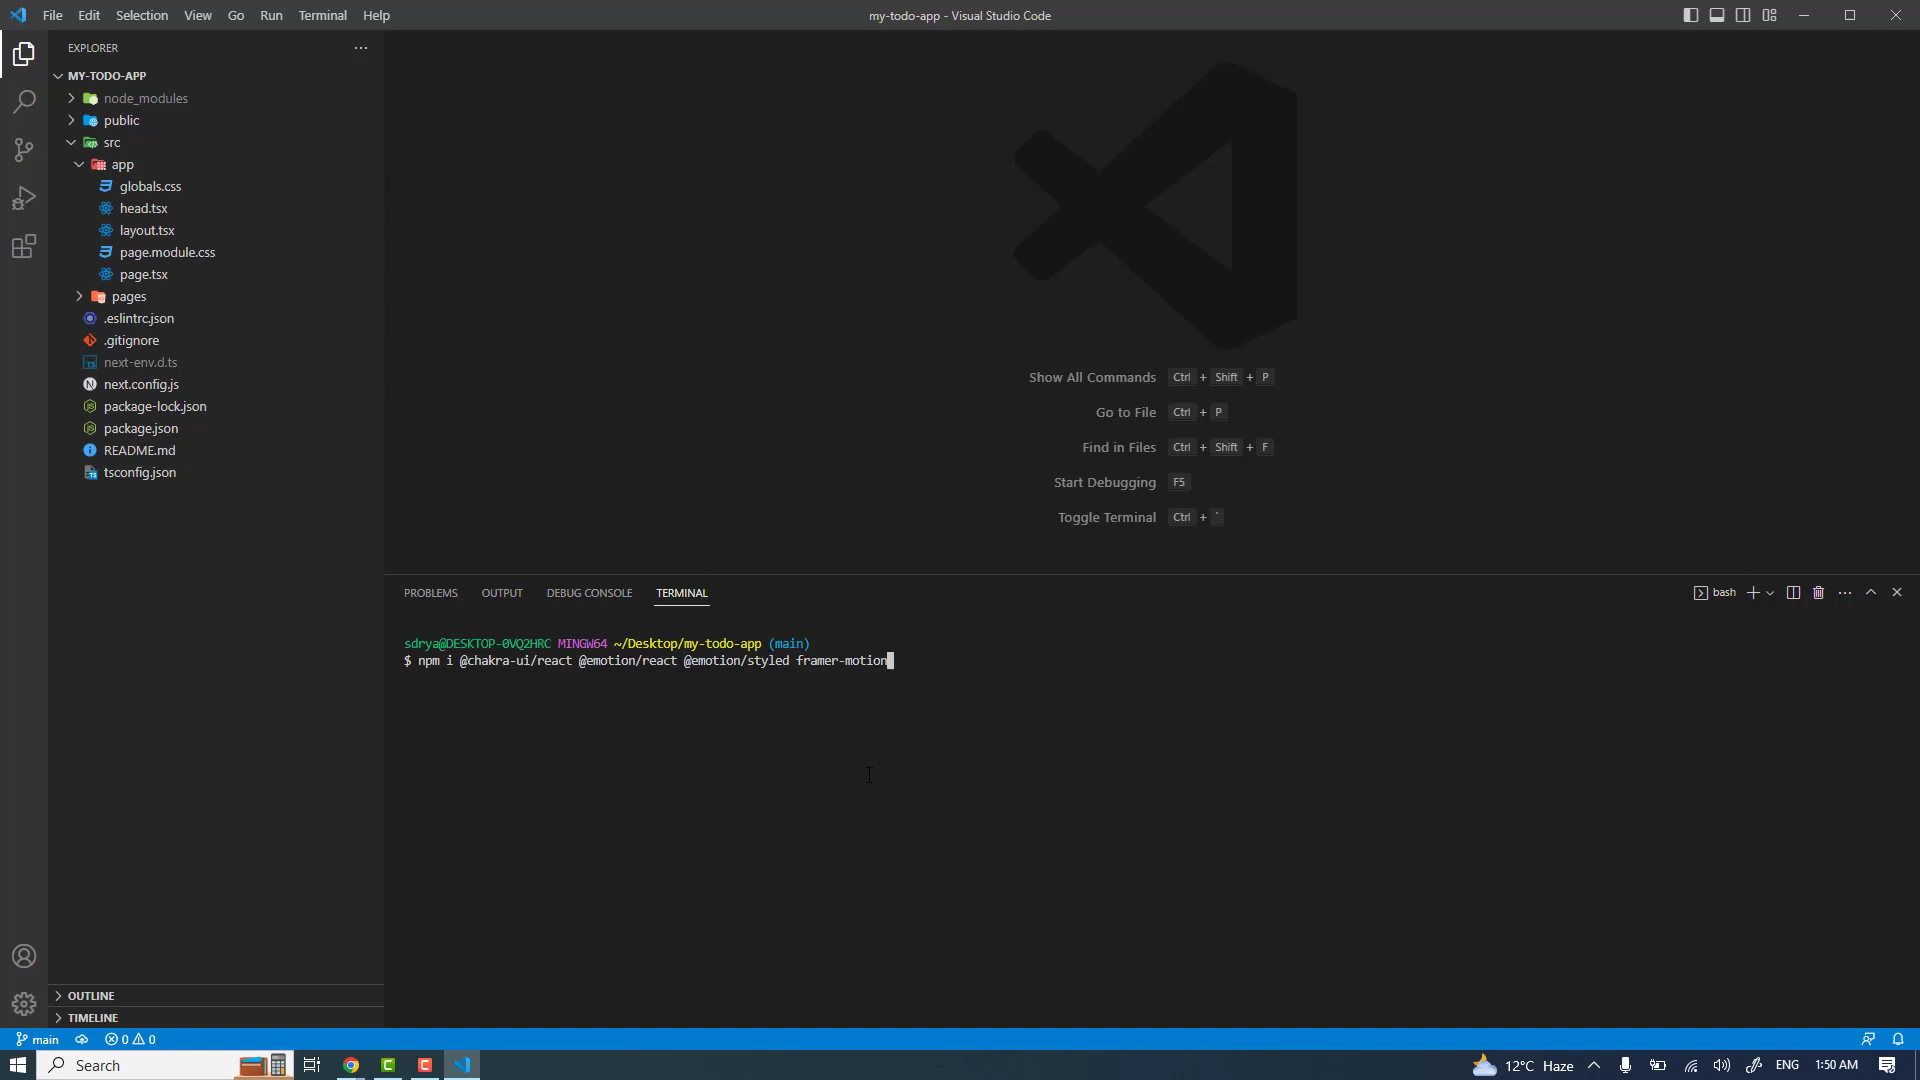 File Edit Selection View Go Run Terminal Help my-todo-app - Visual Studio Code
EXPLORER
MY-TODO-APP
node_modules
public
src
app
globals.css
head.tsx
layout.tsx
page.module.css
page.tsx
pages
.eslintrc.json
.gitignore
next-env.d.ts
next.config.js
package-lock.json
package.json
README.md
tsconfig.json
OUTLINE
TIMELINE
Show All Commands Ctrl + Shift + P
Go to File Ctrl + P
Find in Files Ctrl + Shift + F
Start Debugging F5
Toggle Terminal Ctrl + `
PROBLEMS OUTPUT DEBUG CONSOLE TERMINAL bash
sdrya@DESKTOP-0VQ2HRC MINGW64 ~/Desktop/my-todo-app (main)
$ npm i @chakra-ui/react @emotion/react @emotion/styled framer-motion
main 0 0
Search 12°C Haze ENG 1:50 AM